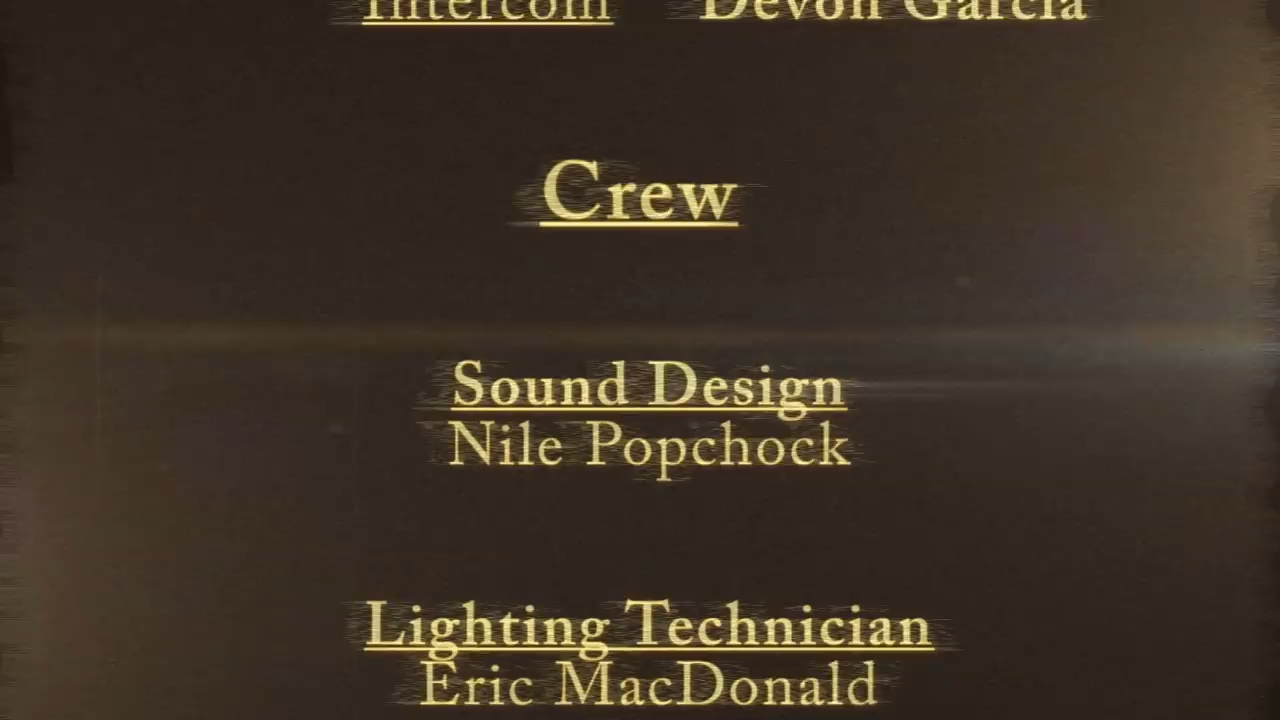 Intercom Devon Garcia
Crew
Sound Design
Nile Popchock
Lighting Technician
Eric MacDonald